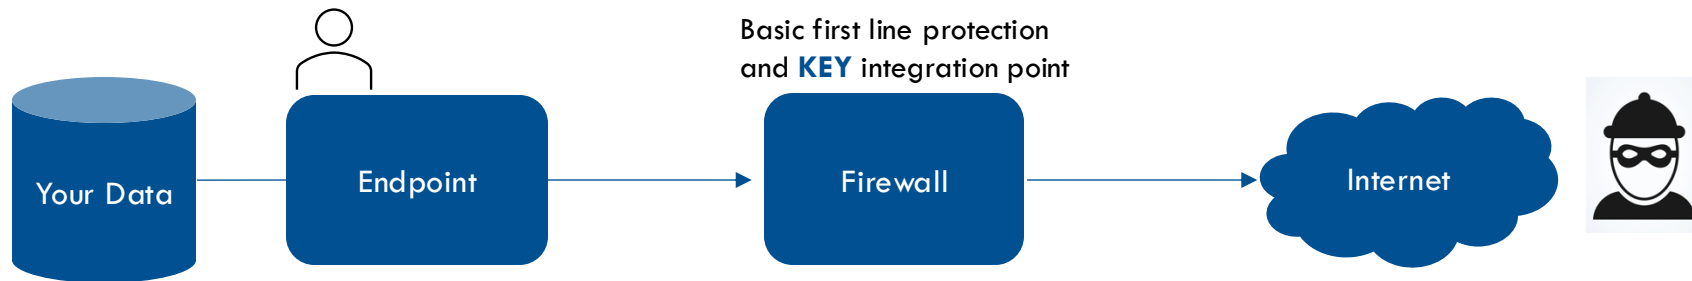 Basic first line protection
and KEY integration point
Your Data
Endpoint
Firewall
Internet